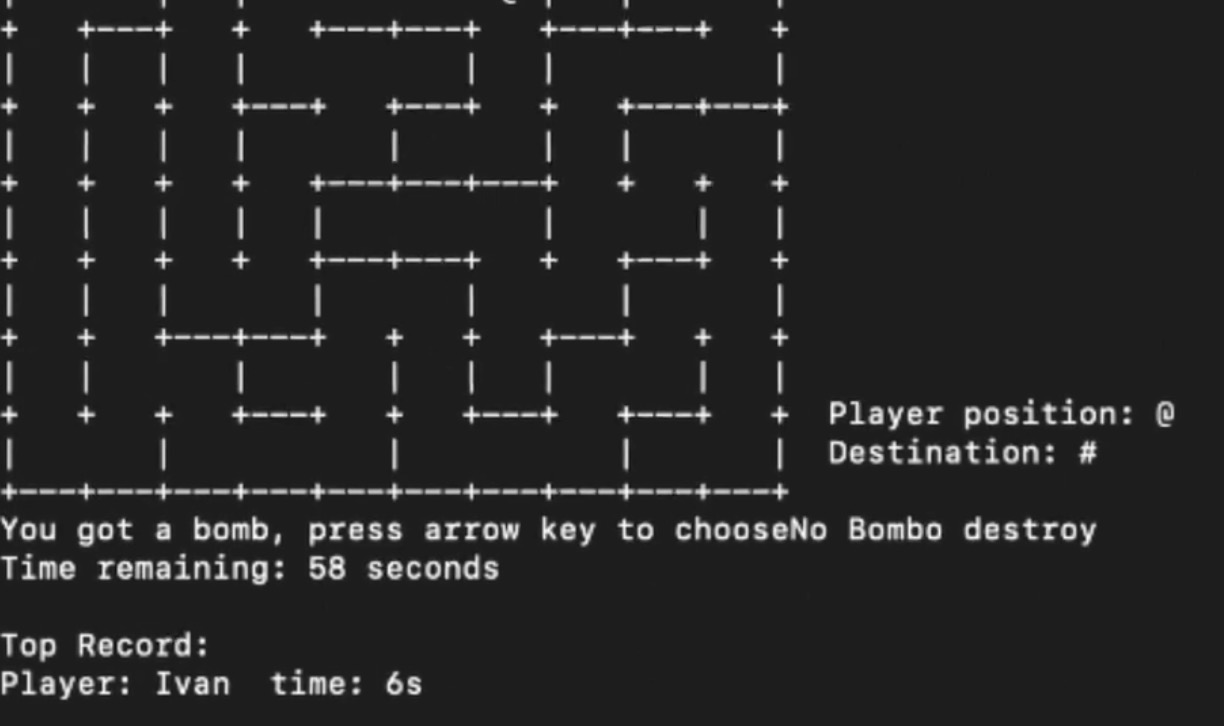 Player position: @
Destination: #
You got a bomb, press arrow key to chooseNo Bombo destroy
Time remaining: 58 seconds
Top Record:
Player: Ivan  time: 6s